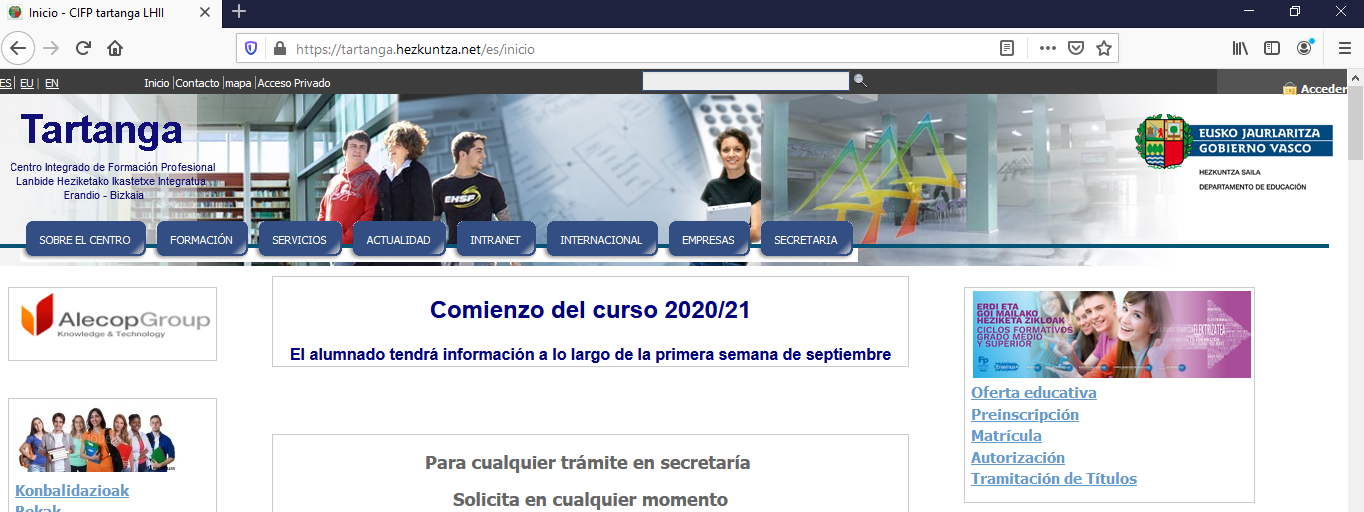 Inicio - CIFP tartanga LHII
https://tartanga.hezkuntza.net/es/inicio
ES| EU | EN
Inicio |Contacto |mapa |Acceso Privado
Acceder
Tartanga
Centro Integrado de Formación Profesional
Lanbide Heziketako Ikastetxe Integratua
Erandio - Bizkaia
EHSF
EUSKO JAURLARITZA
GOBIERNO VASCO
HEZKUNTZA SAILA
DEPARTAMENTO DE EDUCACIÓN
SOBRE EL CENTRO
FORMACIÓN
SERVICIOS
ACTUALIDAD
INTRANET
INTERNACIONAL
EMPRESAS
SECRETARIA
AlecopGroup
Knowledge & Technology
Konbalidazioak
Bekak
Comienzo del curso 2020/21
El alumnado tendrá información a lo largo de la primera semana de septiembre
Para cualquier trámite en secretaría
Solicita en cualquier momento
ERDI ETA
GOI MAILAKO
HEZIKETA ZIKLOAK
CICLOS FORMATIVOS
GRADO MEDIO
Y SUPERIOR
Fp
Erasmus+
Oferta educativa
Preinscripción
Matrícula
Autorización
Tramitación de Títulos